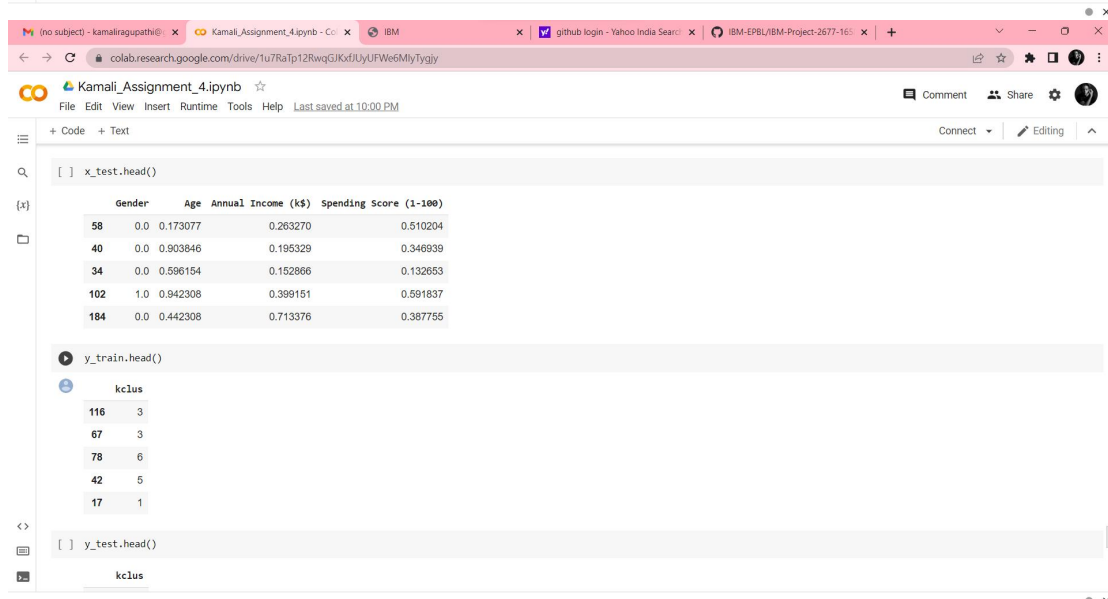 (no subject) - kamaliragupathi@ Kamali_Assignment_4.ipynb - Co IBM github login - Yahoo India Search IBM-EPBL/IBM-Project-2677-165
colab.research.google.com/drive/1u7RaTp12RwqGJKxfJUyUFWe6MIyTygjy
CO Kamali_Assignment_4.ipynb
File Edit View Insert Runtime Tools Help Last saved at 10:00 PM
Comment Share
+ Code + Text Connect Editing
[ ] x_test.head()
Gender Age Annual Income (k$) Spending Score (1-100)
58 0.0 0.173077 0.263270 0.510204
40 0.0 0.903846 0.195329 0.346939
34 0.0 0.596154 0.152866 0.132653
102 1.0 0.942308 0.399151 0.591837
184 0.0 0.442308 0.713376 0.387755
{x}
y_train.head()
kclus
116 3
67 3
78 6
42 5
17 1
[ ] y_test.head()
kclus